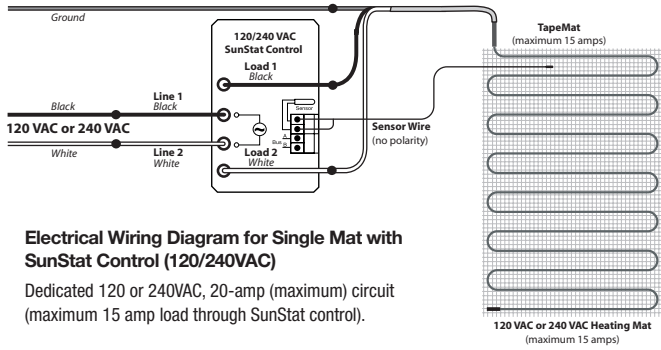 Ground
120/240 VAC
SunStat Control
Load 1
Black
TapeMat
(maximum 15 amps)
Line 1
Black
Black
Sensor
120 VAC or 240 VAC
A
Bus
B
Sensor Wire
(no polarity)
White
Line 2
White
Load 2
White
Electrical Wiring Diagram for Single Mat with
SunStat Control (120/240VAC)
Dedicated 120 or 240VAC, 20-amp (maximum) circuit
(maximum 15 amp load through SunStat control).
120 VAC or 240 VAC Heating Mat
(maximum 15 amps)